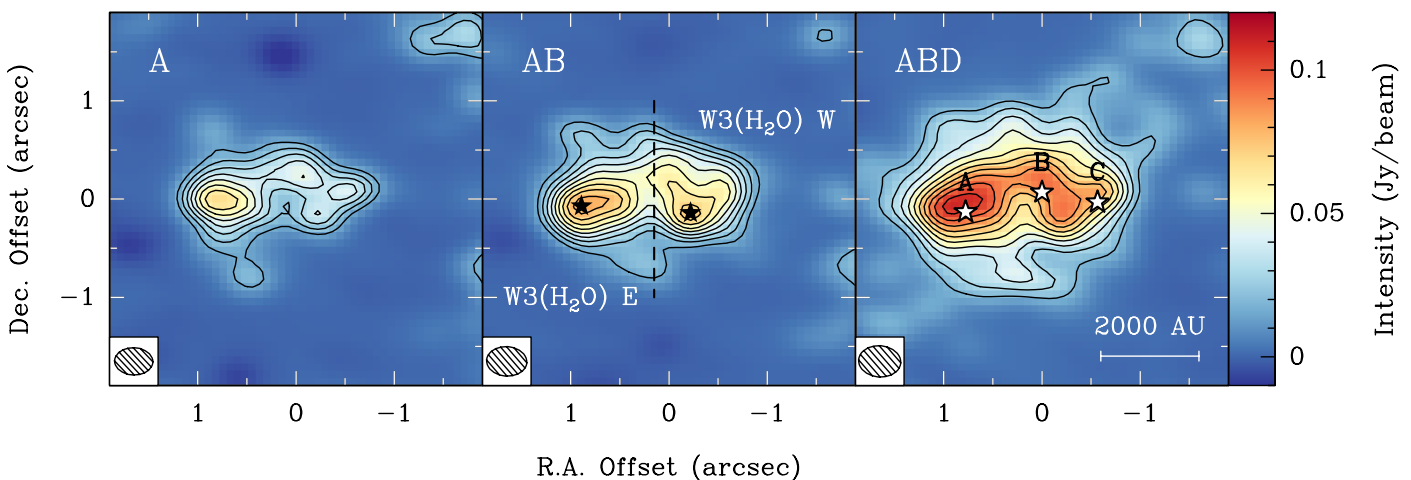 A
AB
ABD
W3(H₂O) W
W3(H₂O) E
A
B
C
2000 AU
1
0
−1
Dec. Offset (arcsec)
1 0 −1
1 0 −1
1 0 −1
R.A. Offset (arcsec)
0.1
0.05
0
Intensity (Jy/beam)